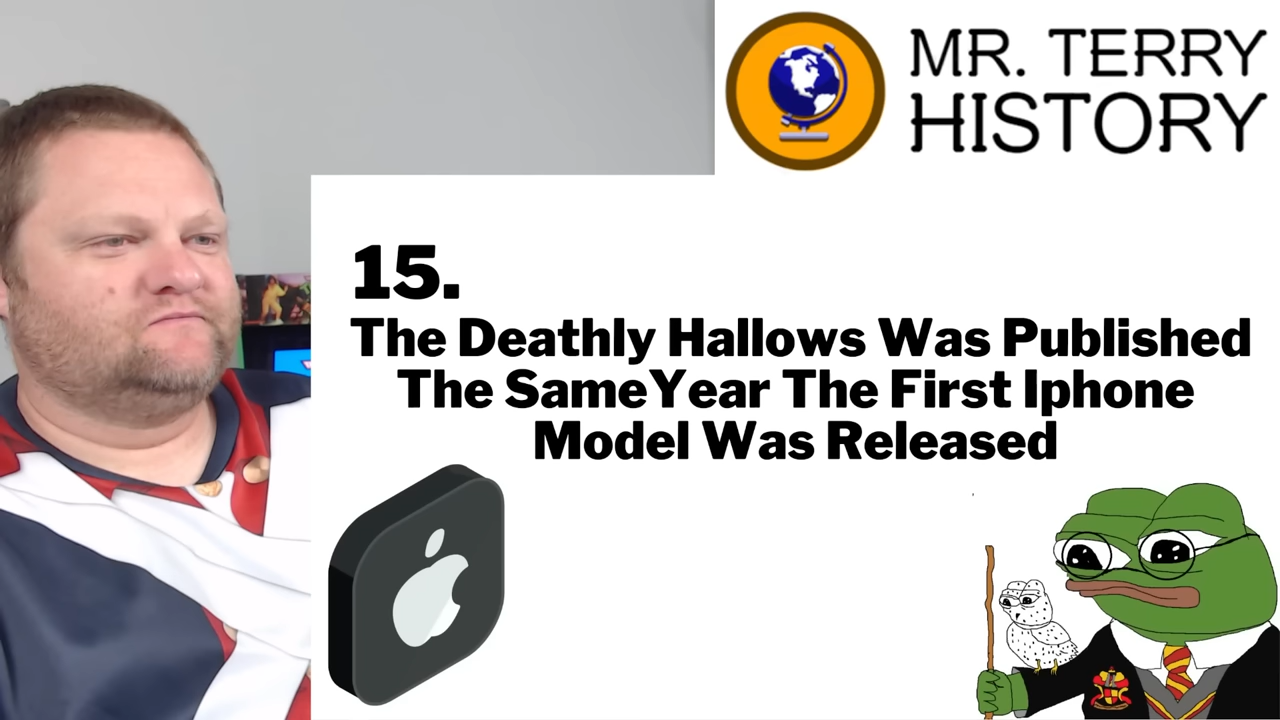 MR. TERRY
HISTORY
15.
The Deathly Hallows Was Published
The SameYear The First Iphone
Model Was Released